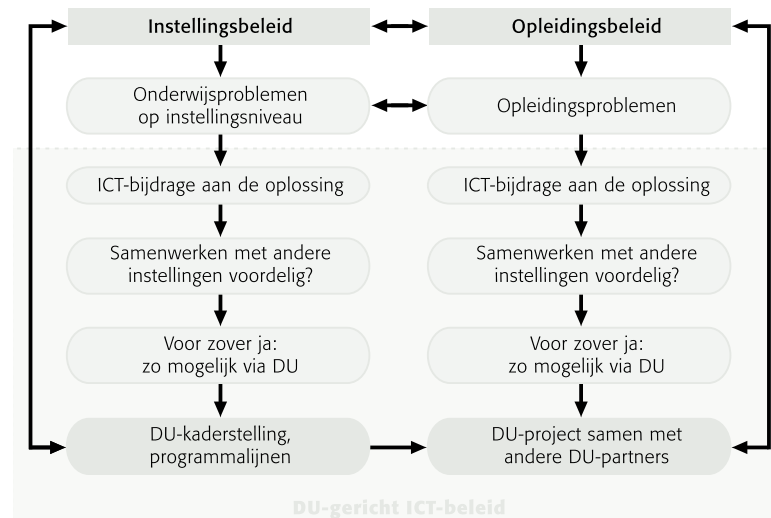 Instellingsbeleid
Opleidingsbeleid
Onderwijsproblemen
op instellingsniveau
Opleidingsproblemen
ICT-bijdrage aan de oplossing
ICT-bijdrage aan de oplossing
Samenwerken met andere
instellingen voordelig?
Samenwerken met andere
instellingen voordelig?
Voor zover ja:
zo mogelijk via DU
Voor zover ja:
zo mogelijk via DU
DU-kaderstelling,
programmalijnen
DU-project samen met
andere DU-partners
DU-gericht ICT-beleid